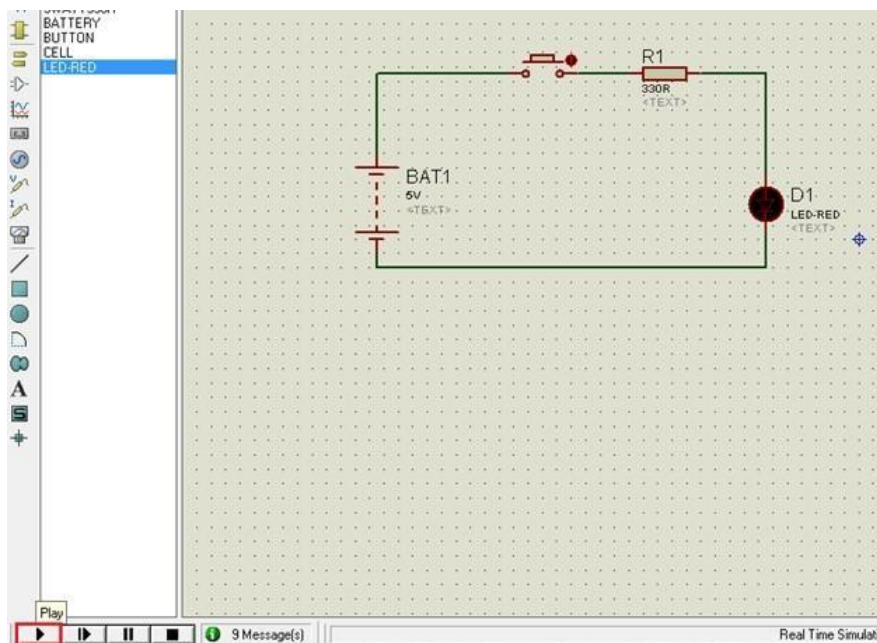 BATTERY
BUTTON
CELL
LED-RED
R1
330R
<TEXT>
BAT1
5V
<TEXT>
D1
LED-RED
<TEXT>
A
S
Play
9 Message(s)
Real Time Simulat